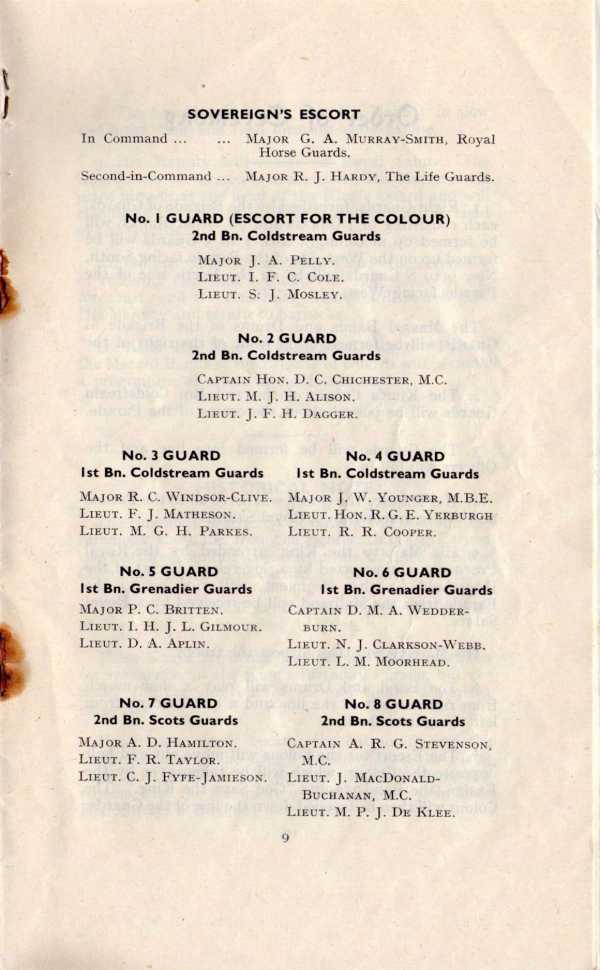 SOVEREIGN'S ESCORT
In Command ... ... MAJOR G. A. MURRAY-SMITH, Royal
Horse Guards.
Second-in-Command ... MAJOR R. J. HARDY, The Life Guards.
No. 1 GUARD (ESCORT FOR THE COLOUR)
2nd Bn. Coldstream Guards
MAJOR J. A. PELLY.
LIEUT. I. F. C. COLE.
LIEUT. S. J. MOSLEY.
No. 2 GUARD
2nd Bn. Coldstream Guards
CAPTAIN HON. D. C. CHICHESTER, M.C.
LIEUT. M. J. H. ALISON.
LIEUT. J. F. H. DAGGER.
No. 3 GUARD
1st Bn. Coldstream Guards
MAJOR R. C. WINDSOR-CLIVE.
LIEUT. F. J. MATHESON.
LIEUT. M. G. H. PARKES.
No. 4 GUARD
1st Bn. Coldstream Guards
MAJOR J. W. YOUNGER, M.B.E.
LIEUT. HON. R. G. E. YERBURGH
LIEUT. R. R. COOPER.
No. 5 GUARD
1st Bn. Grenadier Guards
MAJOR P. C. BRITTEN.
LIEUT. I. H. J. L. GILMOUR.
LIEUT. D. A. APLIN.
No. 6 GUARD
1st Bn. Grenadier Guards
CAPTAIN D. M. A. WEDDER-
BURN.
LIEUT. N. J. CLARKSON-WEBB.
LIEUT. L. M. MOORHEAD.
No. 7 GUARD
2nd Bn. Scots Guards
MAJOR A. D. HAMILTON.
LIEUT. F. R. TAYLOR.
LIEUT. C. J. FYFE-JAMIESON.
No. 8 GUARD
2nd Bn. Scots Guards
CAPTAIN A. R. G. STEVENSON,
M.C.
LIEUT. J. MACDONALD-
BUCHANAN, M.C.
LIEUT. M. P. J. DE KLEE.
9